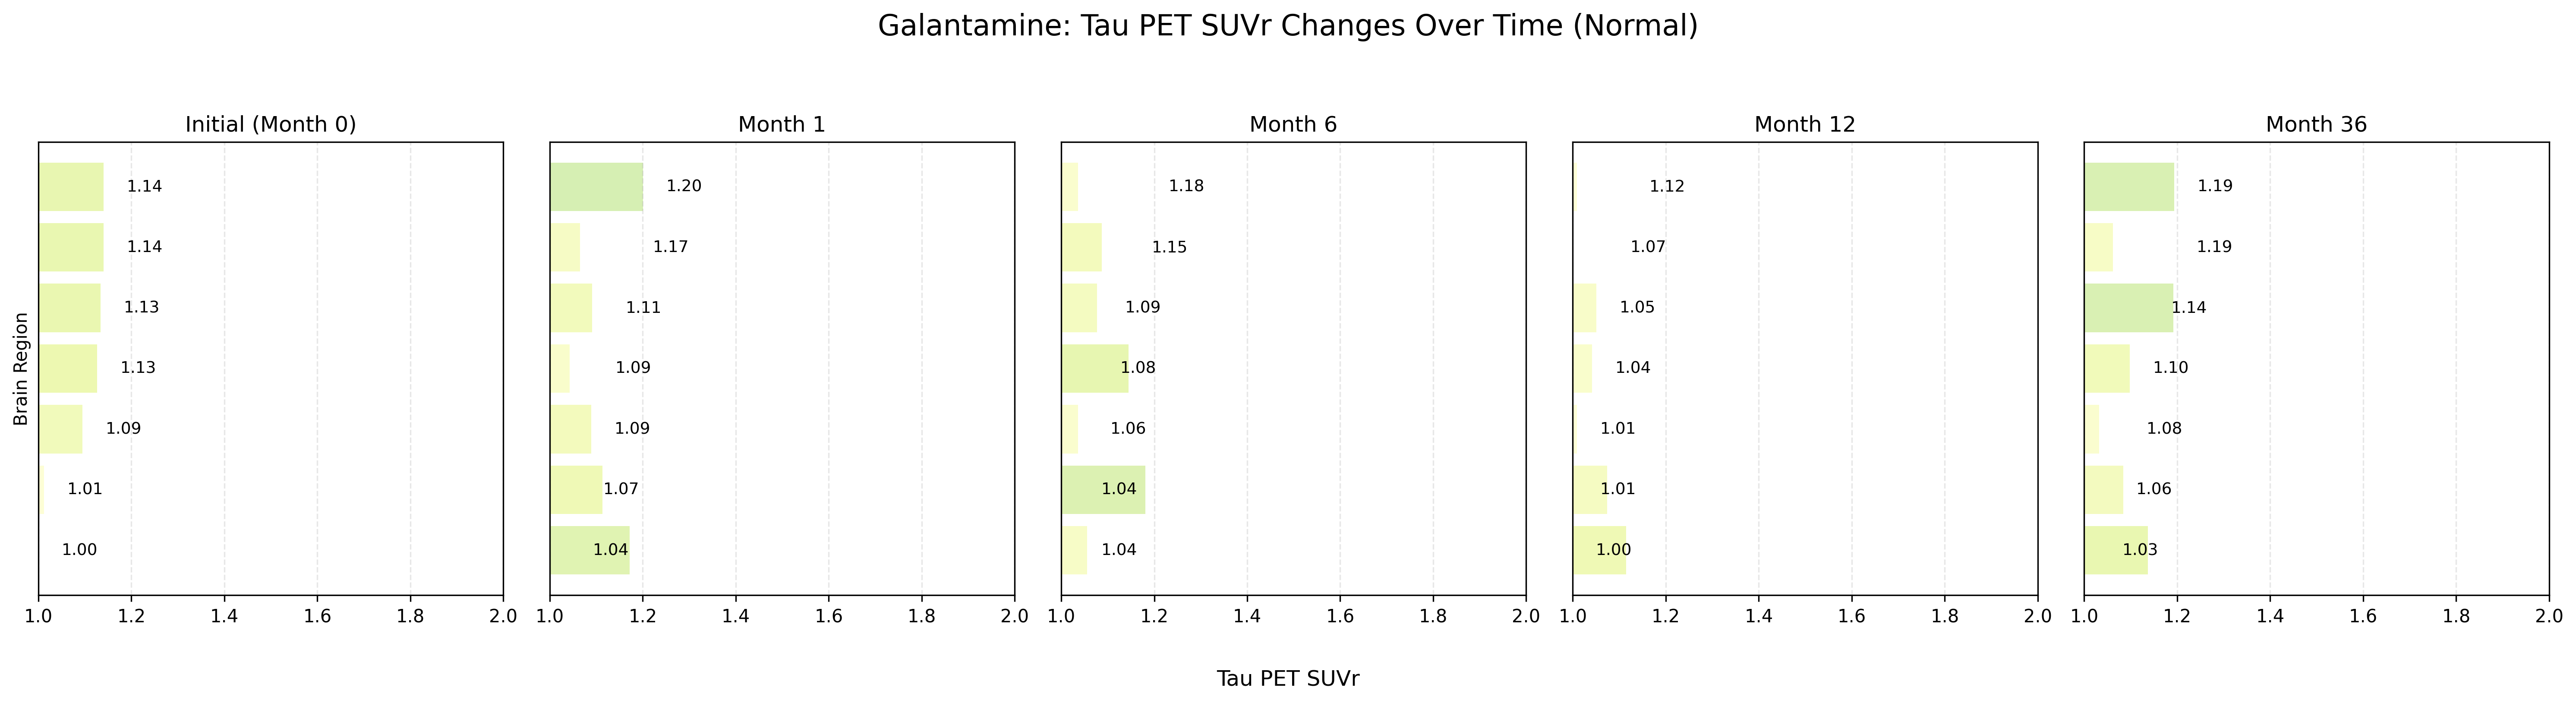 Galantamine: Tau PET SUVr Changes Over Time (Normal)
Initial (Month 0)
Month 1
Month 6
Month 12
Month 36
Brain Region
1.14
1.14
1.13
1.13
1.09
1.01
1.00
1.0 1.2 1.4 1.6 1.8 2.0
1.20
1.17
1.11
1.09
1.09
1.07
1.04
1.0 1.2 1.4 1.6 1.8 2.0
1.18
1.15
1.09
1.08
1.06
1.04
1.04
1.0 1.2 1.4 1.6 1.8 2.0
1.12
1.07
1.05
1.04
1.01
1.01
1.00
1.0 1.2 1.4 1.6 1.8 2.0
1.19
1.19
1.14
1.10
1.08
1.06
1.03
1.0 1.2 1.4 1.6 1.8 2.0
Tau PET SUVr